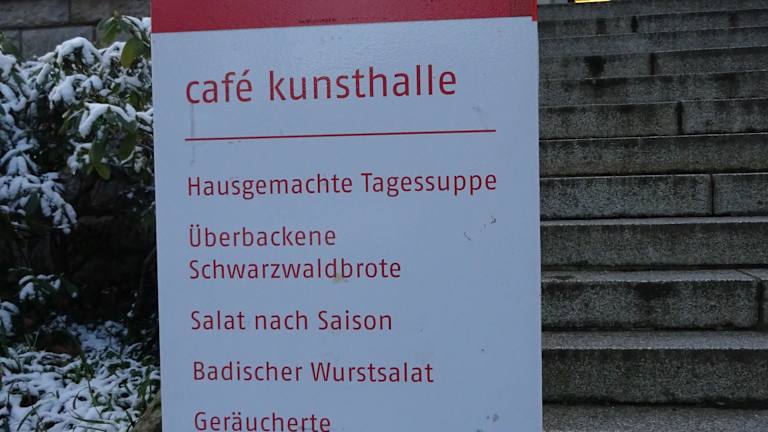 café kunsthalle
Hausgemachte Tagessuppe
Überbackene
Schwarzwaldbrote
Salat nach Saison
Badischer Wurstsalat
Geräucherte